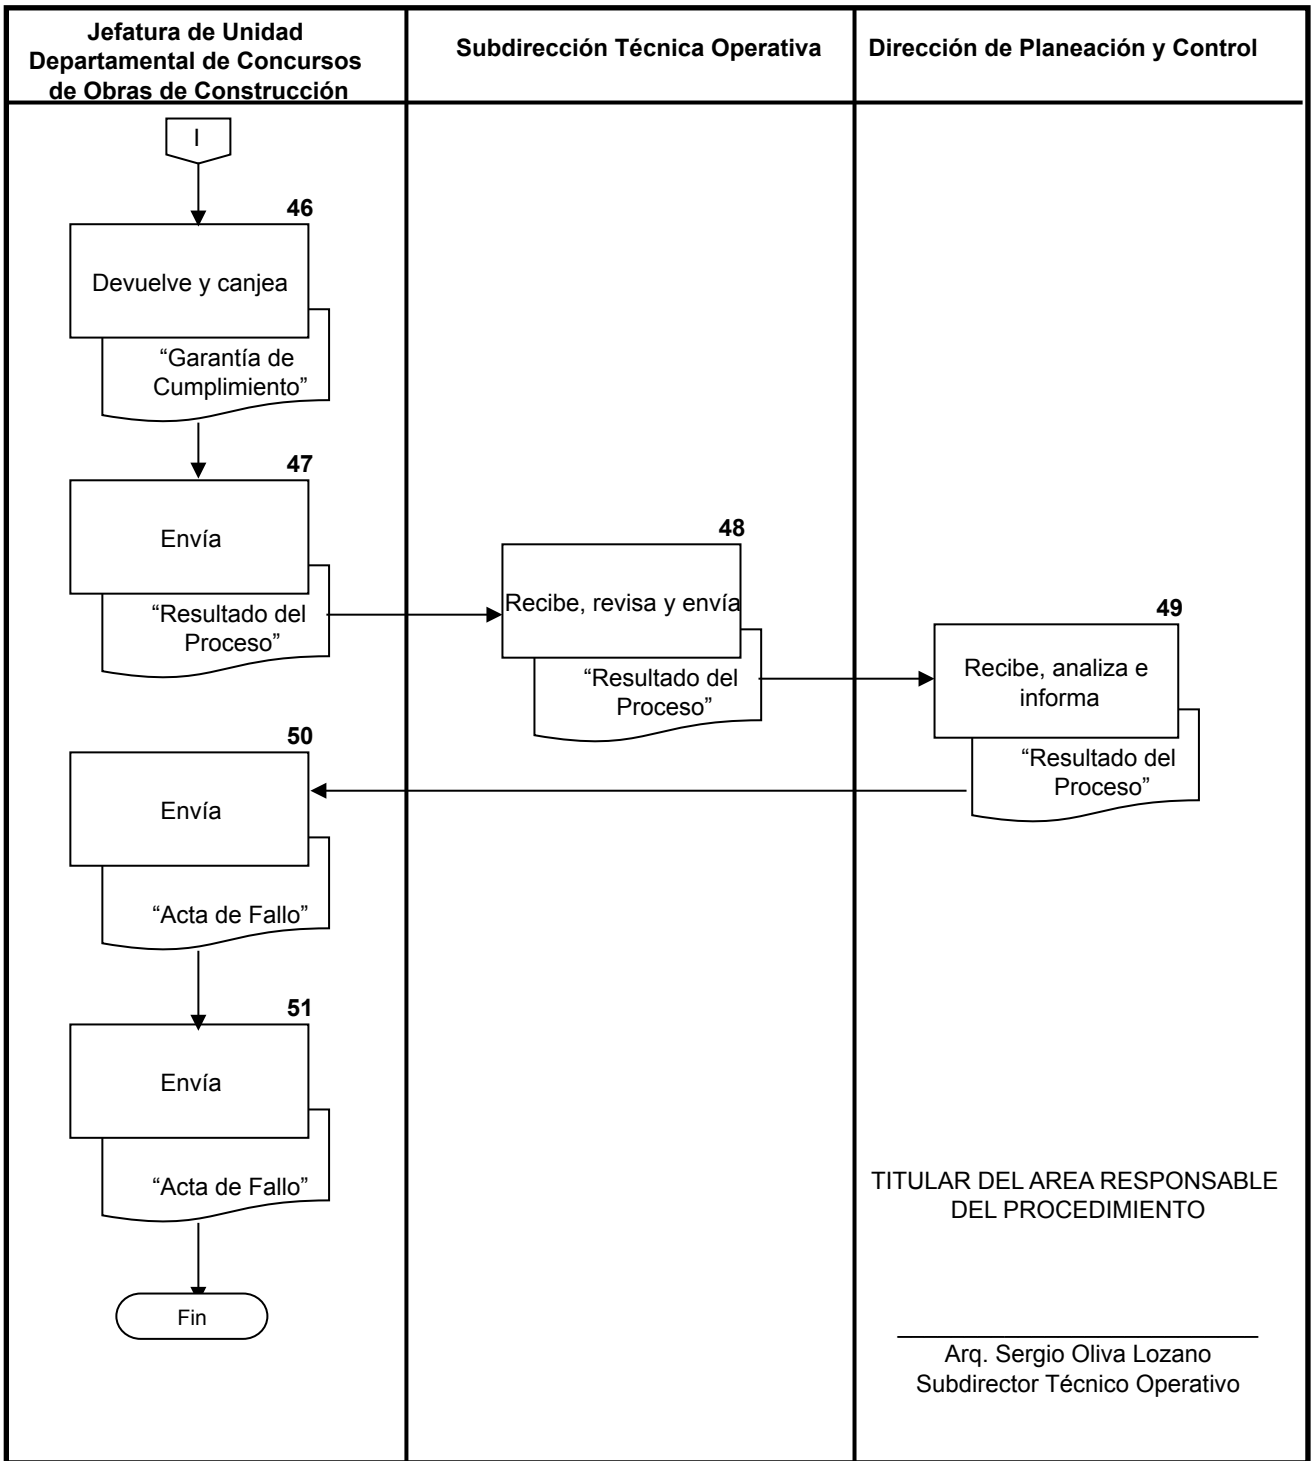 Jefatura de Unidad
Departamental de Concursos
de Obras de Construcción
Subdirección Técnica Operativa
Dirección de Planeación y Control
I
46
Devuelve y canjea
“Garantía de
Cumplimiento”
47
Envía
“Resultado del
Proceso”
48
Recibe, revisa y envía
“Resultado del
Proceso”
49
Recibe, analiza e
informa
“Resultado del
Proceso”
50
Envía
“Acta de Fallo”
51
Envía
“Acta de Fallo”
Fin
TITULAR DEL AREA RESPONSABLE
DEL PROCEDIMIENTO
Arq. Sergio Oliva Lozano
Subdirector Técnico Operativo